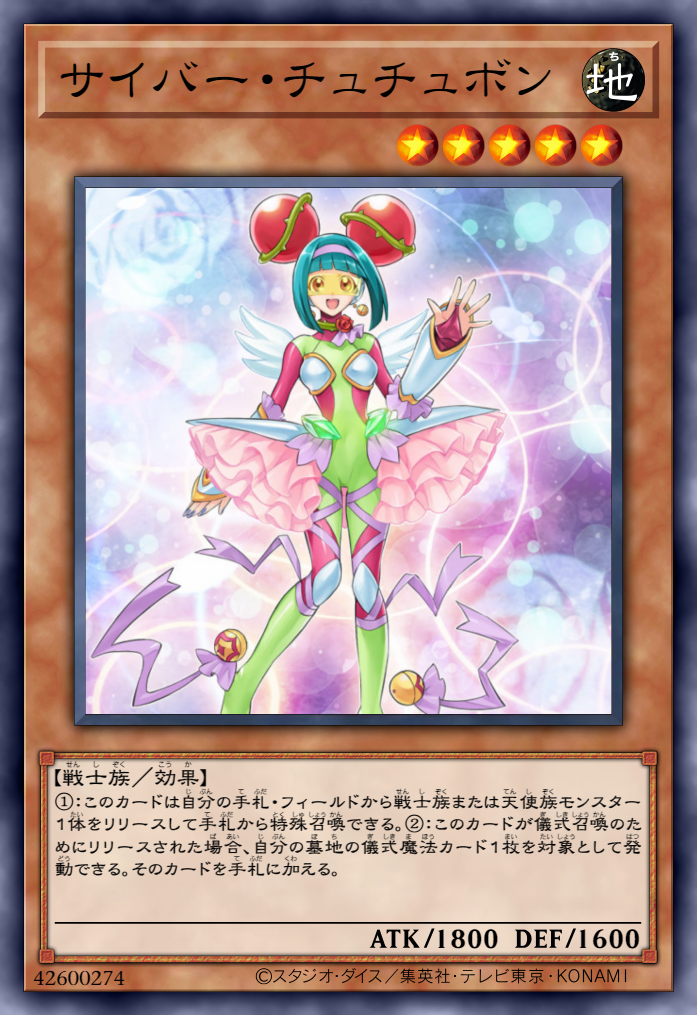 サイバー・チュチュボン
地
【戦士族／効果】
①：このカードは自分の手札・フィールドから戦士族または天使族モンスター
1体をリリースして手札から特殊召喚できる。②：このカードが儀式召喚のた
めにリリースされた場合、自分の墓地の儀式魔法カード1枚を対象として発
動できる。そのカードを手札に加える。
ATK/1800 DEF/1600
42600274
©スタジオ・ダイス／集英社・テレビ東京・KONAMI